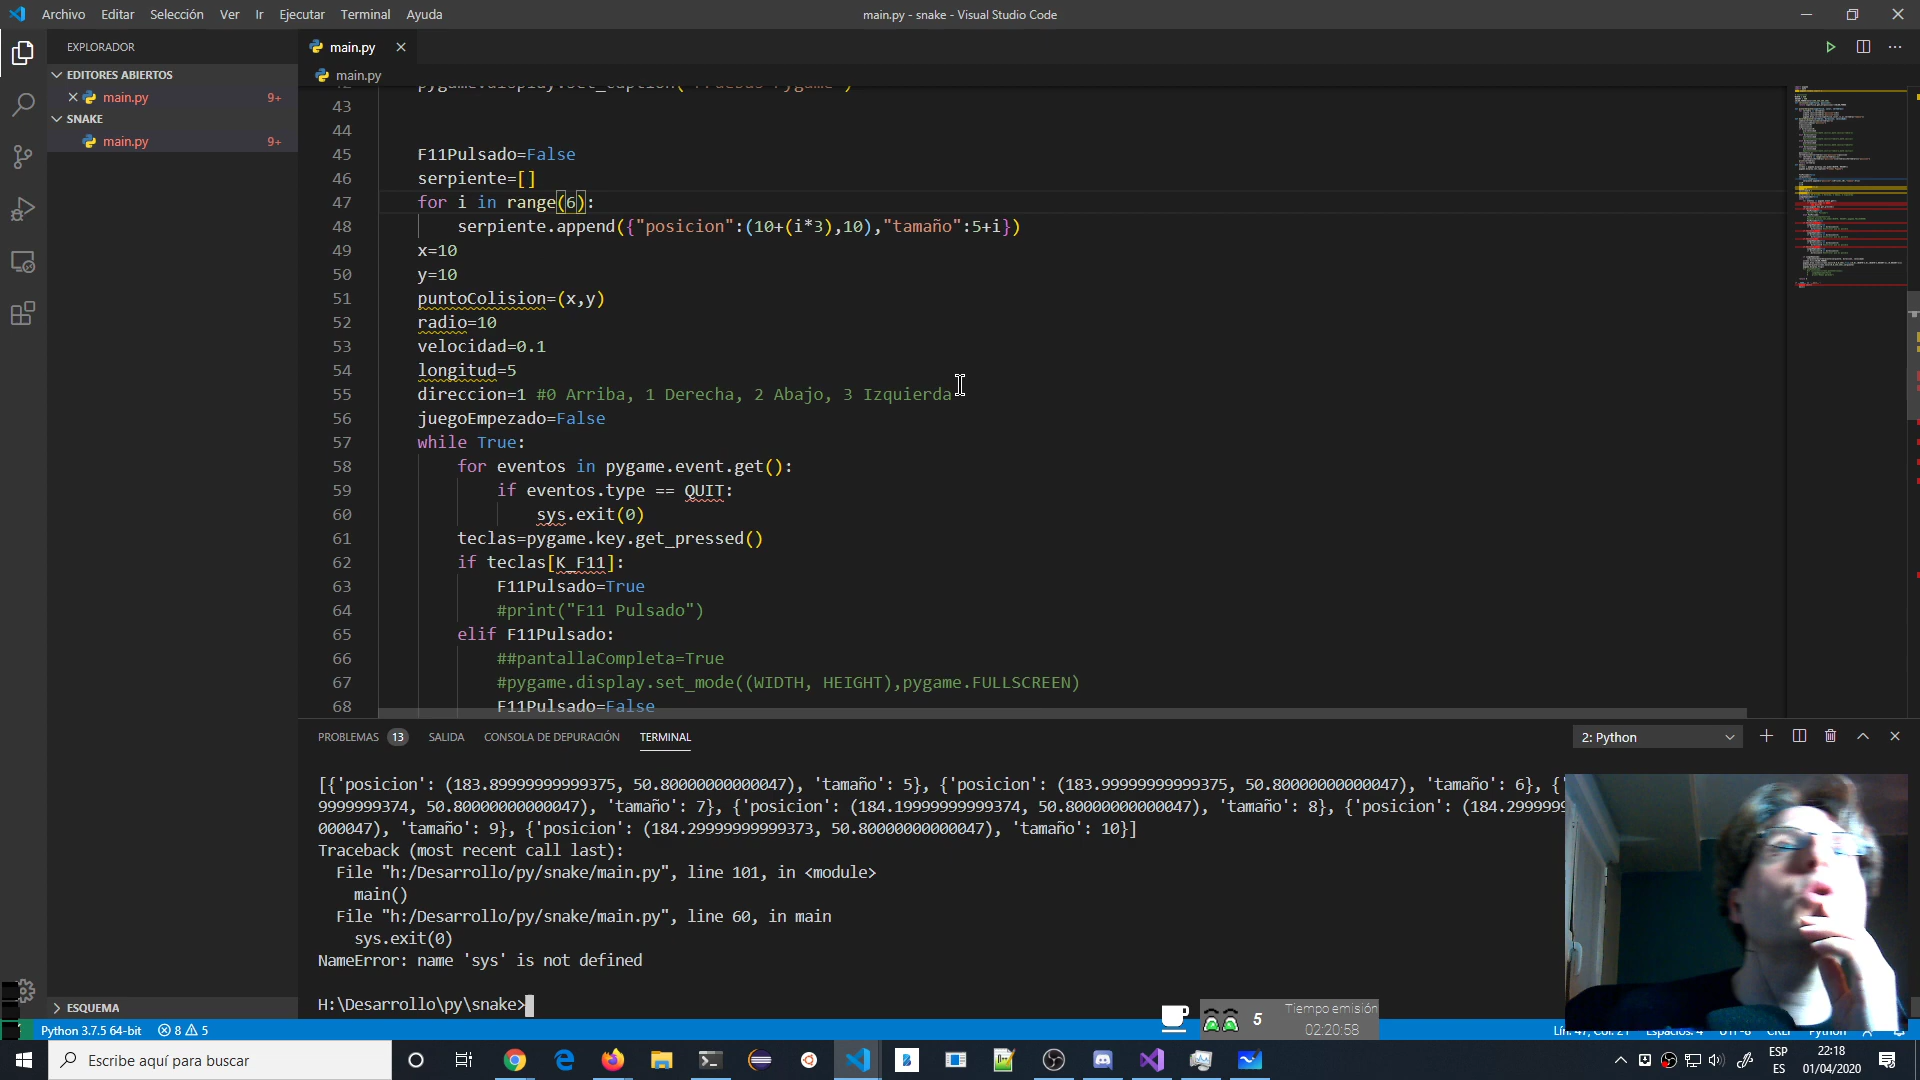 Archivo Editar Selección Ver Ir Ejecutar Terminal Ayuda
main.py - snake - Visual Studio Code
EXPLORADOR
EDITORES ABIERTOS
main.py 9+
SNAKE
main.py 9+
ESQUEMA
main.py
main.py
43
44
45 F11Pulsado=False
46 serpiente=[]
47 for i in range(6):
48 serpiente.append({"posicion":(10+(i*3),10),"tamaño":5+i})
49 x=10
50 y=10
51 puntoColision=(x,y)
52 radio=10
53 velocidad=0.1
54 longitud=5
55 direccion=1 #0 Arriba, 1 Derecha, 2 Abajo, 3 Izquierda
56 juegoEmpezado=False
57 while True:
58 for eventos in pygame.event.get():
59 if eventos.type == QUIT:
60 sys.exit(0)
61 teclas=pygame.key.get_pressed()
62 if teclas[K_F11]:
63 F11Pulsado=True
64 #print("F11 Pulsado")
65 elif F11Pulsado:
66 ##pantallaCompleta=True
67 #pygame.display.set_mode((WIDTH, HEIGHT),pygame.FULLSCREEN)
68 F11Pulsado=False
PROBLEMAS 13 SALIDA CONSOLA DE DEPURACIÓN TERMINAL 2: Python
[{'posicion': (183.89999999999375, 50.80000000000047), 'tamaño': 5}, {'posicion': (183.99999999999375, 50.80000000000047), 'tamaño': 6}, {'
9999999374, 50.80000000000047), 'tamaño': 7}, {'posicion': (184.19999999999374, 50.80000000000047), 'tamaño': 8}, {'posicion': (184.299999
000047), 'tamaño': 9}, {'posicion': (184.29999999999373, 50.80000000000047), 'tamaño': 10}]
Traceback (most recent call last):
File "h:/Desarrollo/py/snake/main.py", line 101, in <module>
main()
File "h:/Desarrollo/py/snake/main.py", line 60, in main
sys.exit(0)
NameError: name 'sys' is not defined
H:\Desarrollo\py\snake>
5 Tiempo emisión
02:20:58
Python 3.7.5 64-bit 8 5
Escribe aquí para buscar
ESP
ES
22:18
01/04/2020